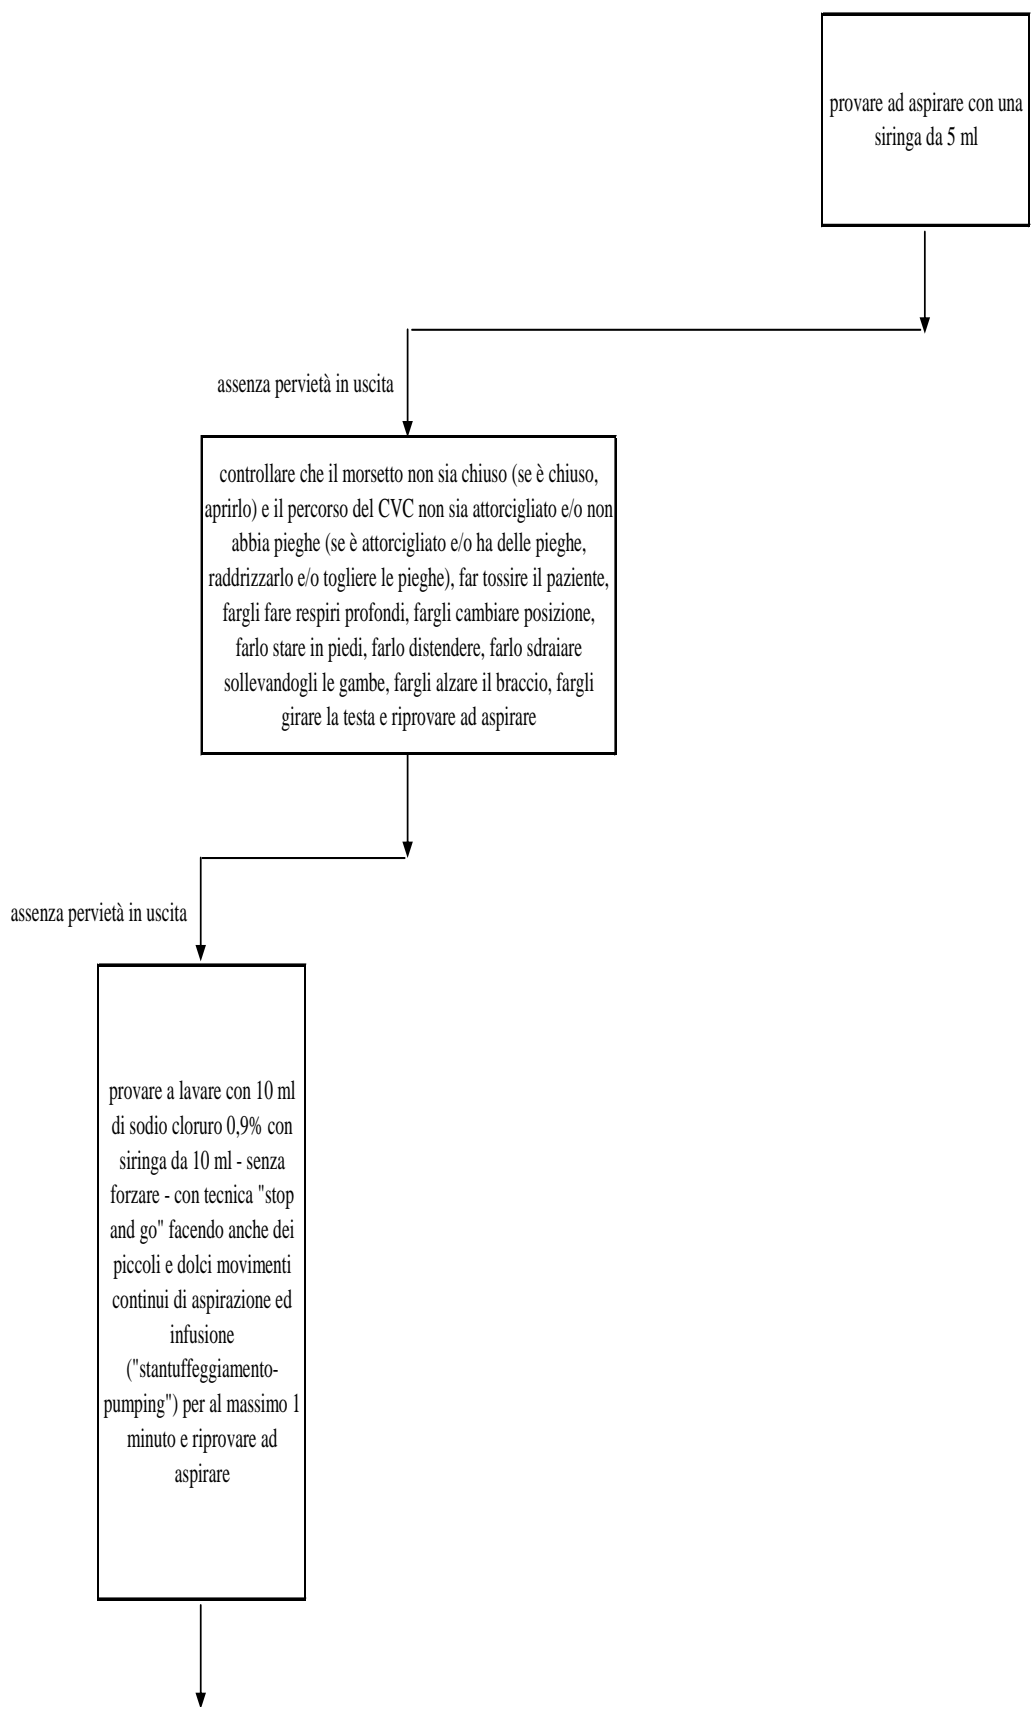 provare ad aspirare con una
siringa da 5 ml
assenza pervietà in uscita
controllare che il morsetto non sia chiuso (se è chiuso,
aprirlo) e il percorso del CVC non sia attorcigliato e/o non
abbia pieghe (se è attorcigliato e/o ha delle pieghe,
raddrizzarlo e/o togliere le pieghe), far tossire il paziente,
fargli fare respiri profondi, fargli cambiare posizione,
farlo stare in piedi, farlo distendere, farlo sdraiare
sollevandogli le gambe, fargli alzare il braccio, fargli
girare la testa e riprovare ad aspirare
assenza pervietà in uscita
provare a lavare con 10 ml
di sodio cloruro 0,9% con
siringa da 10 ml - senza
forzare - con tecnica "stop
and go" facendo anche dei
piccoli e dolci movimenti
continui di aspirazione ed
infusione
("stantuffeggiamento-
pumping") per al massimo 1
minuto e riprovare ad
aspirare